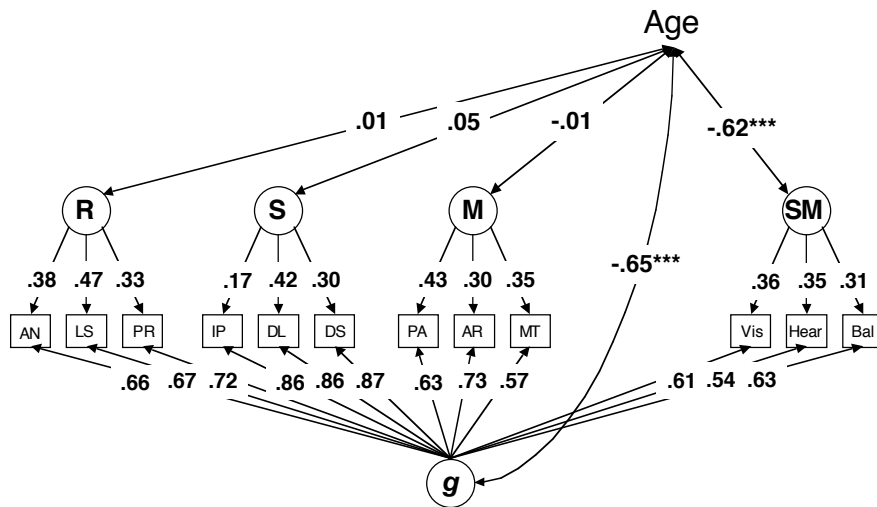 Age
.01 .05 -.01 -.62***
R S M SM
-.65***
.38 .47 .33 .17 .42 .30 .43 .30 .35 .36 .35 .31
AN LS PR IP DL DS PA AR MT Vis Hear Bal
.66 .67 .72 .86 .86 .87 .63 .73 .57 .61 .54 .63
g